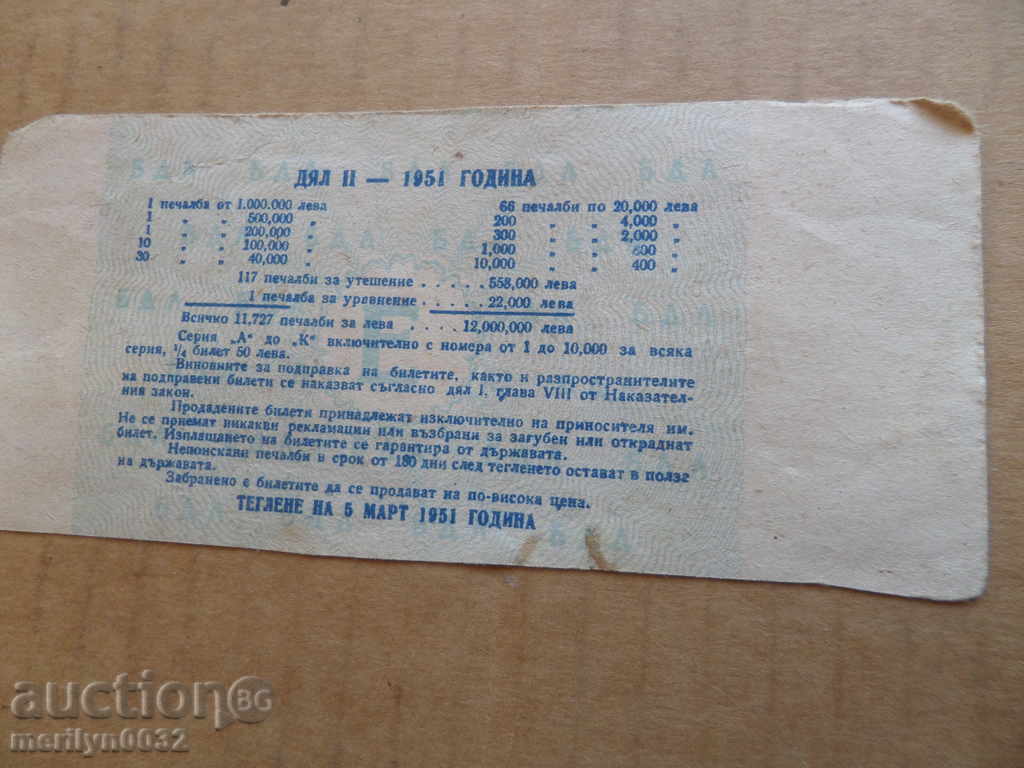 ДЯЛ II — 1951 ГОДИНА
1 печалба от 1.000.000 лева 66 печалби по 20,000 лева
1 „ „ 500,000 „ 200 „ „ 4,000 „
1 „ „ 200,000 „ 300 „ „ 2,000 „
10 „ „ 100,000 „ 1,000 „ „ 800 „
30 „ „ 40,000 „ 10,000 „ „ 400 „
117 печалби за утешение . . . . . 558,000 лева
1 печалба за уравнение . . . . . 22,000 лева
Всичко 11,727 печалби за лева . . . . 12,000,000 лева
Серия „А“ до „К“ включително с номера от 1 до 10,000 за всяка
серия, ¼ билет 50 лева.
Виновните за подправка на билетите, както и разпространителите
на подправени билети се наказват съгласно дял I, глава VIII от Наказател-
ния закон.
Продадените билети принадлежат изключително на приносителя им.
Не се приемат никакви рекламации или възбрани за загубен или откраднат
билет. Изплащането на билетите се гарантира от държавата.
Непоискани печалби в срок от 180 дни след тегленето остават в полза
на държавата.
Забранено е билетите да се продават на по-висока цена.
ТЕГЛЕНЕ НА 5 МАРТ 1951 ГОДИНА
БДЛ БДЛ БДЛ БДЛ БДЛ
auction BG
merilyn0032